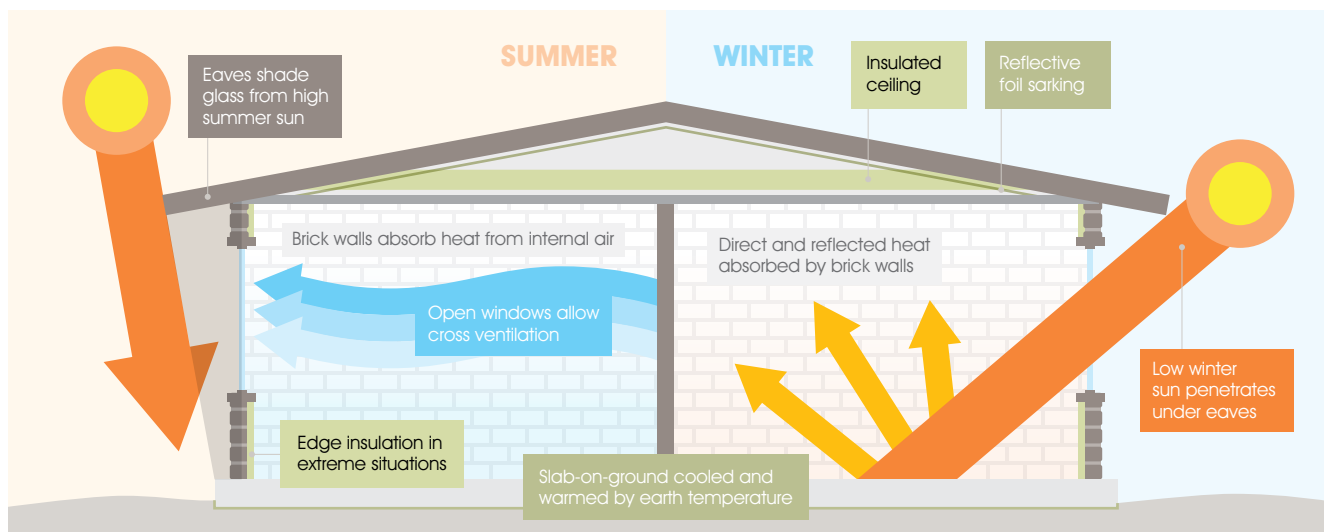 SUMMER
WINTER
Eaves shade
glass from high
summer sun
Insulated
ceiling
Reflective
foil sarking
Brick walls absorb heat from internal air
Direct and reflected heat
absorbed by brick walls
Open windows allow
cross ventilation
Low winter
sun penetrates
under eaves
Edge insulation in
extreme situations
Slab-on-ground cooled and
warmed by earth temperature